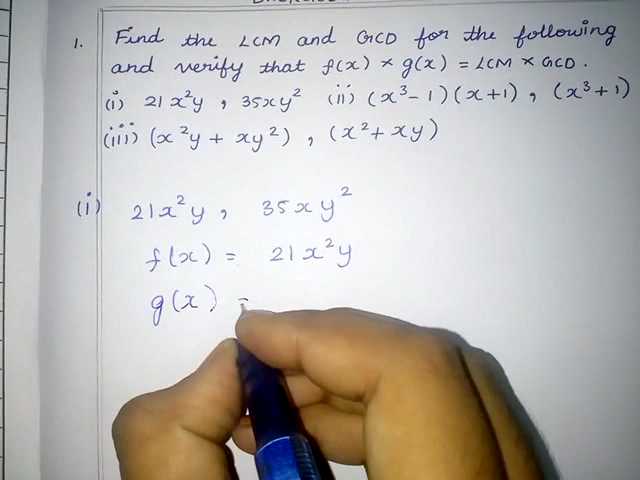 1. Find the LCM and GCD for the following
and verify that f(x) × g(x) = LCM × GCD.
(i) 21x²y, 35xy² (ii) (x³-1)(x+1), (x³+1)
(iii) (x²y + xy²), (x²+xy)
(i) 21x²y, 35xy²
f(x) = 21x²y
g(x) =